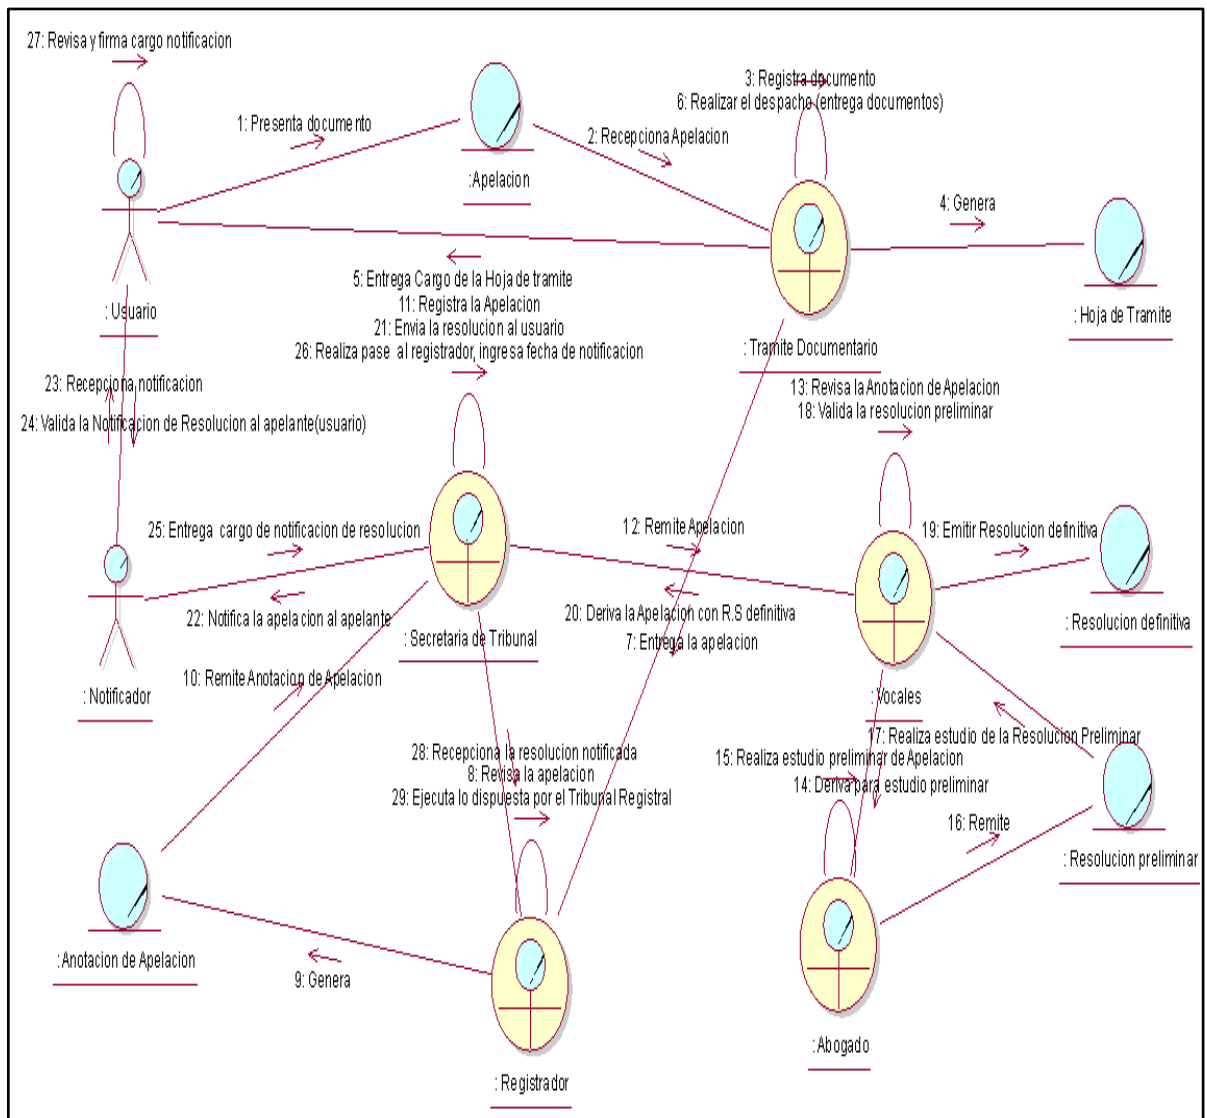 27: Revisa y firma cargo notificacion
3: Registra documento
6: Realizar el despacho (entrega documentos)
1: Presenta documento
2: Recepciona Apelacion
: Apelacion
4: Genera
5: Entrega Cargo de la Hoja de tramite
11: Registra la Apelacion
21: Envia la resolucion al usuario
26: Realiza pase al registrador, ingresa fecha de notificacion
: Usuario
: Hoja de Tramite
: Tramite Documentario
13: Revisa la Anotacion de Apelacion
18: Valida la resolucion preliminar
23: Recepciona notificacion
24: Valida la Notificacion de Resolucion al apelante(usuario)
25: Entrega cargo de notificacion de resolucion
12: Remite Apelacion
19: Emitir Resolucion definitiva
22: Notifica la apelacion al apelante
20: Deriva la Apelacion con R.S definitiva
7: Entrega la apelacion
: Secretaria de Tribunal
: Resolucion definitiva
: Notificador
10: Remite Anotacion de Apelacion
: Vocales
17: Realiza estudio de la Resolucion Preliminar
28: Recepciona la resolucion notificada
8: Revisa la apelacion
29: Ejecuta lo dispuesta por el Tribunal Registral
15: Realiza estudio preliminar de Apelacion
14: Deriva para estudio preliminar
16: Remite
: Resolucion preliminar
: Anotacion de Apelacion
9: Genera
: Abogado
: Registrador